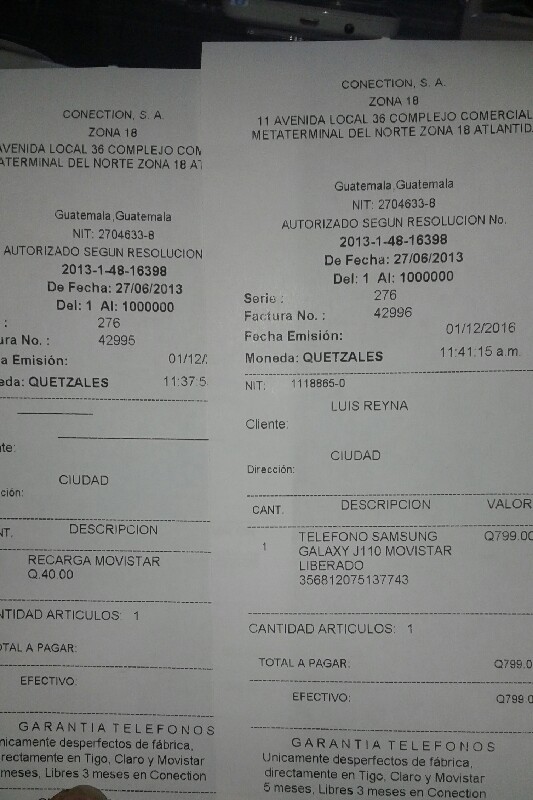 CONECTION, S. A.
ZONA 18
AVENIDA LOCAL 36 COMPLEJO COM
ATERMINAL DEL NORTE ZONA 18 AT
Guatemala,Guatemala
NIT: 2704633-8
AUTORIZADO SEGUN RESOLUCION
2013-1-48-16398
De Fecha: 27/06/2013
Del: 1 Al: 1000000
: 276
ura No. : 42995
a Emisión: 01/12/
neda: QUETZALES 11:37:5
te:
CIUDAD
ción:
NT. DESCRIPCION
RECARGA MOVISTAR
Q.40.00
NTIDAD ARTICULOS: 1
OTAL A PAGAR:
EFECTIVO:
GARANTIA TELEFONOS
nicamente desperfectos de fábrica,
rectamente en Tigo, Claro y Movistar
meses, Libres 3 meses en Conection
CONECTION, S. A.
ZONA 18
11 AVENIDA LOCAL 36 COMPLEJO COMERCIAL
METATERMINAL DEL NORTE ZONA 18 ATLANTID
Guatemala,Guatemala
NIT: 2704633-8
AUTORIZADO SEGUN RESOLUCION No.
2013-1-48-16398
De Fecha: 27/06/2013
Del: 1 Al: 1000000
Serie : 276
Factura No. : 42996
Fecha Emisión: 01/12/2016
Moneda: QUETZALES 11:41:15 a.m.
NIT: 1118865-0
LUIS REYNA
Cliente:
CIUDAD
Dirección:
CANT. DESCRIPCION VALOR
1 TELEFONO SAMSUNG Q799.00
GALAXY J110 MOVISTAR
LIBERADO
356812075137743
CANTIDAD ARTICULOS: 1
TOTAL A PAGAR: Q799.0
EFECTIVO: Q799.0
GARANTIA TELEFONOS
Unicamente desperfectos de fábrica,
directamente en Tigo, Claro y Movistar
5 meses, Libres 3 meses en Conection